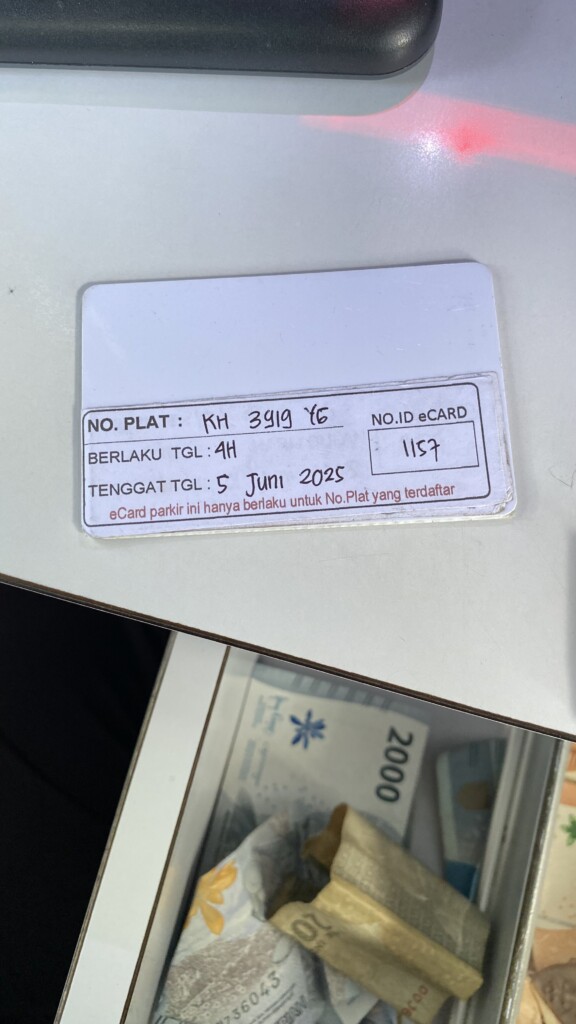 NO. PLAT : KH 3919 YG
NO.ID eCARD
1157
BERLAKU TGL : 4H
TENGGAT TGL : 5 Juni 2025
eCard parkir ini hanya berlaku untuk No.Plat yang terdaftar
2000